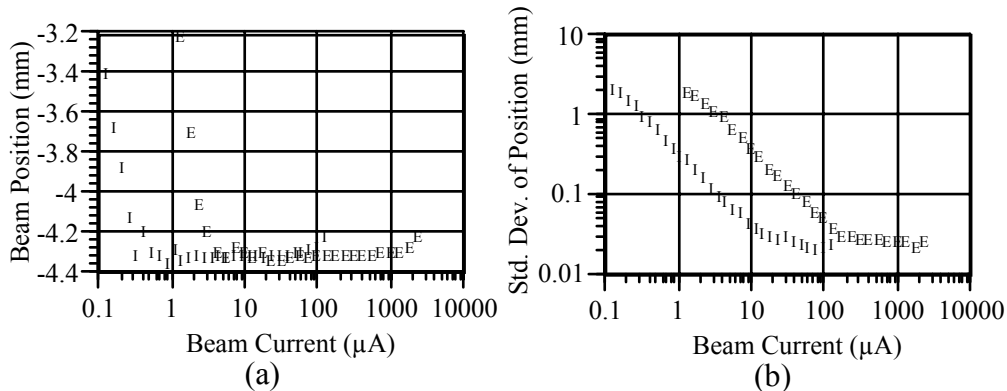 Beam Position (mm)
-3.2
-3.4
-3.6
-3.8
-4
-4.2
-4.4
0.1 1 10 100 1000 10000
Beam Current (µA)
(a)
Std. Dev. of Position (mm)
10
1
0.1
0.01
0.1 1 10 100 1000 10000
Beam Current (µA)
(b)